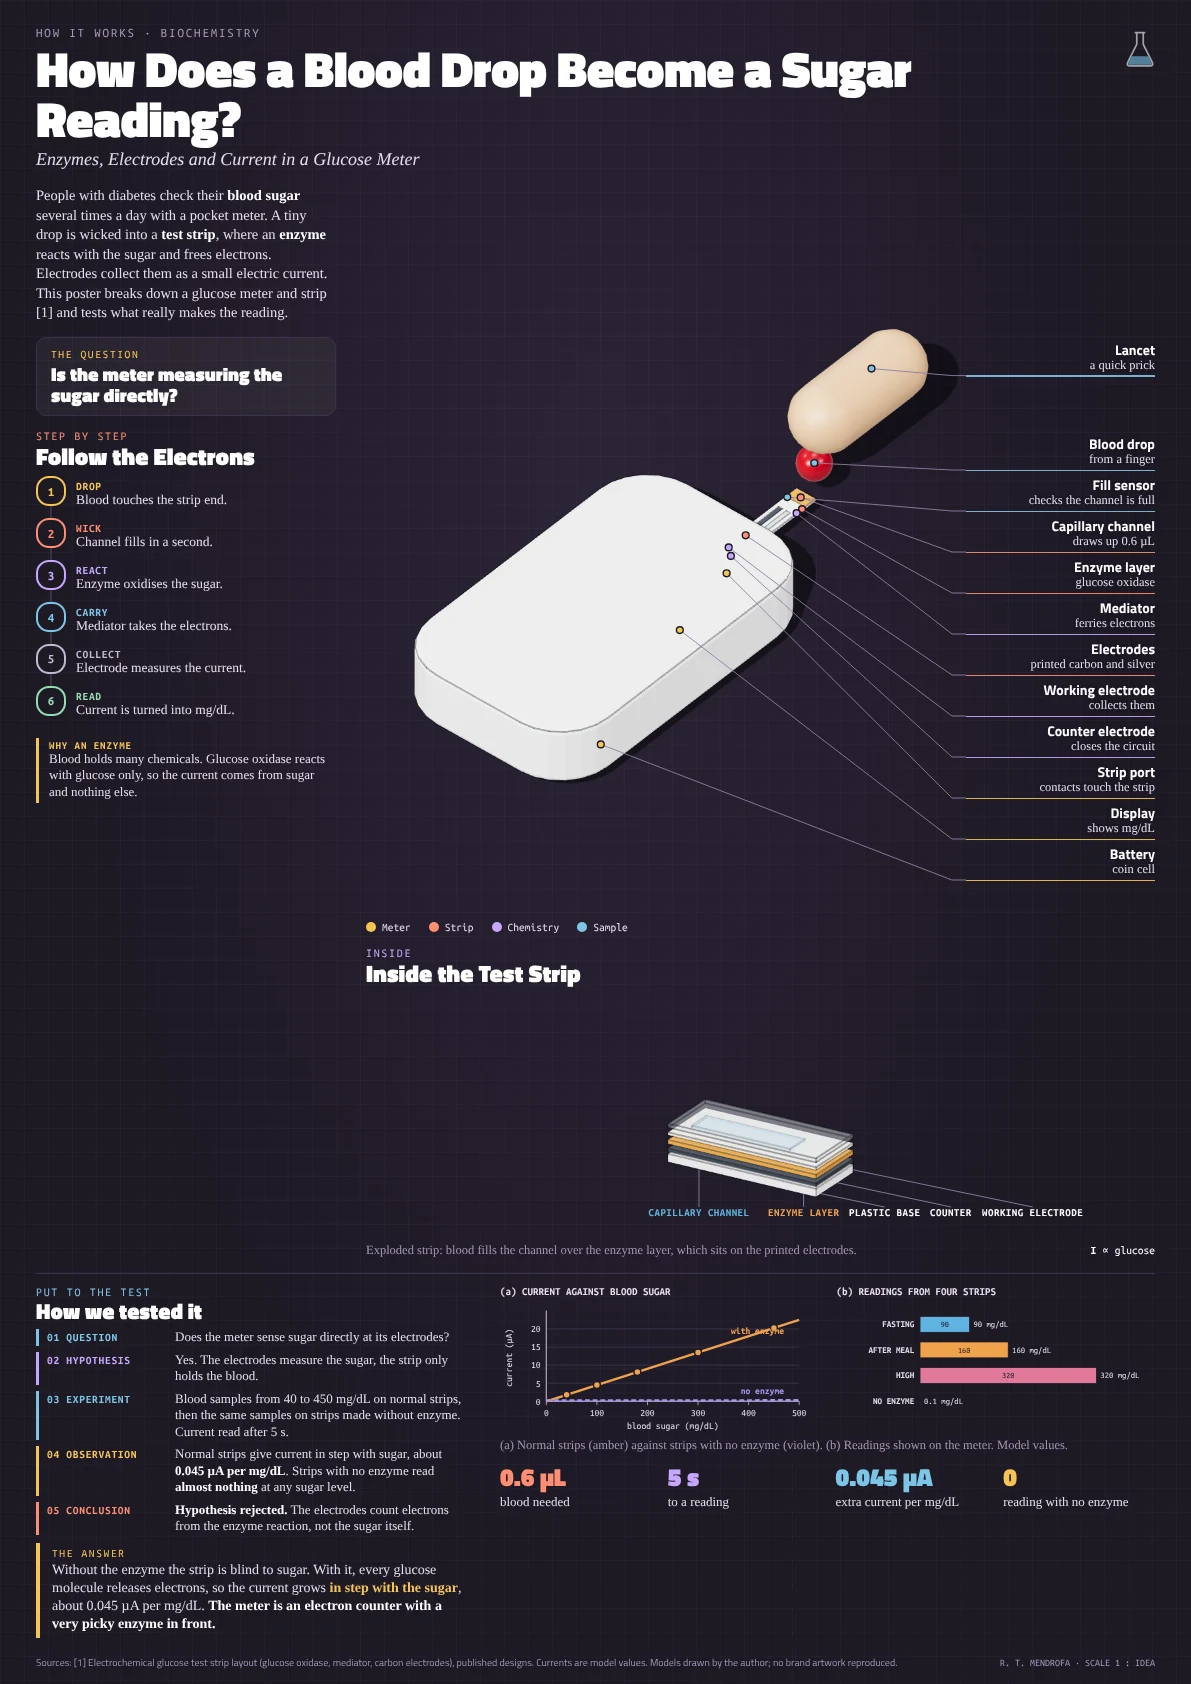 HOW IT WORKS · BIOCHEMISTRY
How Does a Blood Drop Become a Sugar
Reading?
Enzymes, Electrodes and Current in a Glucose Meter
People with diabetes check their blood sugar
several times a day with a pocket meter. A tiny
drop is wicked into a test strip, where an enzyme
reacts with the sugar and frees electrons.
Electrodes collect them as a small electric current.
This poster breaks down a glucose meter and strip
[1] and tests what really makes the reading.
THE QUESTION
Is the meter measuring the
sugar directly?
STEP BY STEP
Follow the Electrons
1 DROP
Blood touches the strip end.
2 WICK
Channel fills in a second.
3 REACT
Enzyme oxidises the sugar.
4 CARRY
Mediator takes the electrons.
5 COLLECT
Electrode measures the current.
6 READ
Current is turned into mg/dL.
WHY AN ENZYME
Blood holds many chemicals. Glucose oxidase reacts
with glucose only, so the current comes from sugar
and nothing else.
Lancet
a quick prick
Blood drop
from a finger
Fill sensor
checks the channel is full
Capillary channel
draws up 0.6 µL
Enzyme layer
glucose oxidase
Mediator
ferries electrons
Electrodes
printed carbon and silver
Working electrode
collects them
Counter electrode
closes the circuit
Strip port
contacts touch the strip
Display
shows mg/dL
Battery
coin cell
Meter Strip Chemistry Sample
INSIDE
Inside the Test Strip
CAPILLARY CHANNEL ENZYME LAYER PLASTIC BASE COUNTER WORKING ELECTRODE
Exploded strip: blood fills the channel over the enzyme layer, which sits on the printed electrodes.
I ∝ glucose
PUT TO THE TEST
How we tested it
01 QUESTION
Does the meter sense sugar directly at its electrodes?
02 HYPOTHESIS
Yes. The electrodes measure the sugar, the strip only
holds the blood.
03 EXPERIMENT
Blood samples from 40 to 450 mg/dL on normal strips,
then the same samples on strips made without enzyme.
Current read after 5 s.
04 OBSERVATION
Normal strips give current in step with sugar, about
0.045 µA per mg/dL. Strips with no enzyme read
almost nothing at any sugar level.
05 CONCLUSION
Hypothesis rejected. The electrodes count electrons
from the enzyme reaction, not the sugar itself.
THE ANSWER
Without the enzyme the strip is blind to sugar. With it, every glucose
molecule releases electrons, so the current grows in step with the sugar,
about 0.045 µA per mg/dL. The meter is an electron counter with a
very picky enzyme in front.
(a) CURRENT AGAINST BLOOD SUGAR
current (µA)
20
15
10
5
0
with enzyme
no enzyme
0 100 200 300 400 500
blood sugar (mg/dL)
(b) READINGS FROM FOUR STRIPS
FASTING 90 90 mg/dL
AFTER MEAL 160 160 mg/dL
HIGH 320 320 mg/dL
NO ENZYME 0.1 mg/dL
(a) Normal strips (amber) against strips with no enzyme (violet). (b) Readings shown on the meter. Model values.
0.6 µL
blood needed
5 s
to a reading
0.045 µA
extra current per mg/dL
0
reading with no enzyme
Sources: [1] Electrochemical glucose test strip layout (glucose oxidase, mediator, carbon electrodes), published designs. Currents are model values. Models drawn by the author; no brand artwork reproduced.
R. T. MENDROFA · SCALE 1 : IDEA